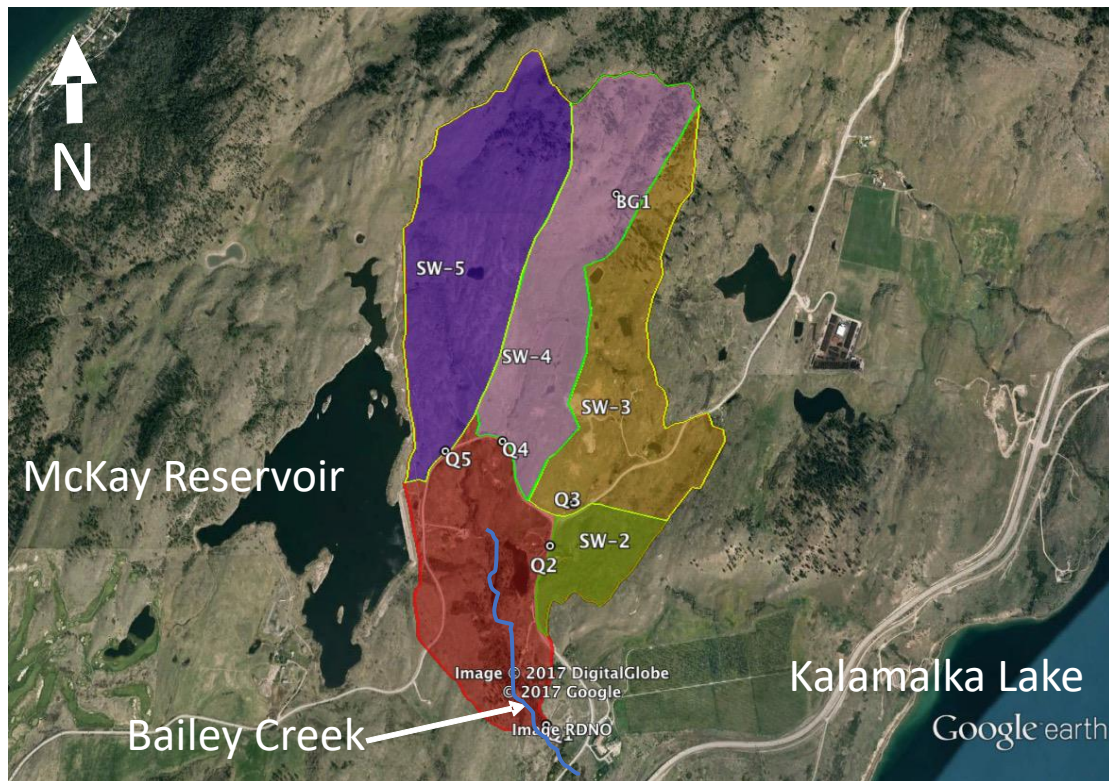 N
BG1
SW-5
SW-4
SW-3
Q4
Q5
McKay Reservoir
Q3
SW-2
Q2
Image © 2017 DigitalGlobe
© 2017 Google
Kalamalka Lake
Image RDNO
Bailey Creek
Google earth